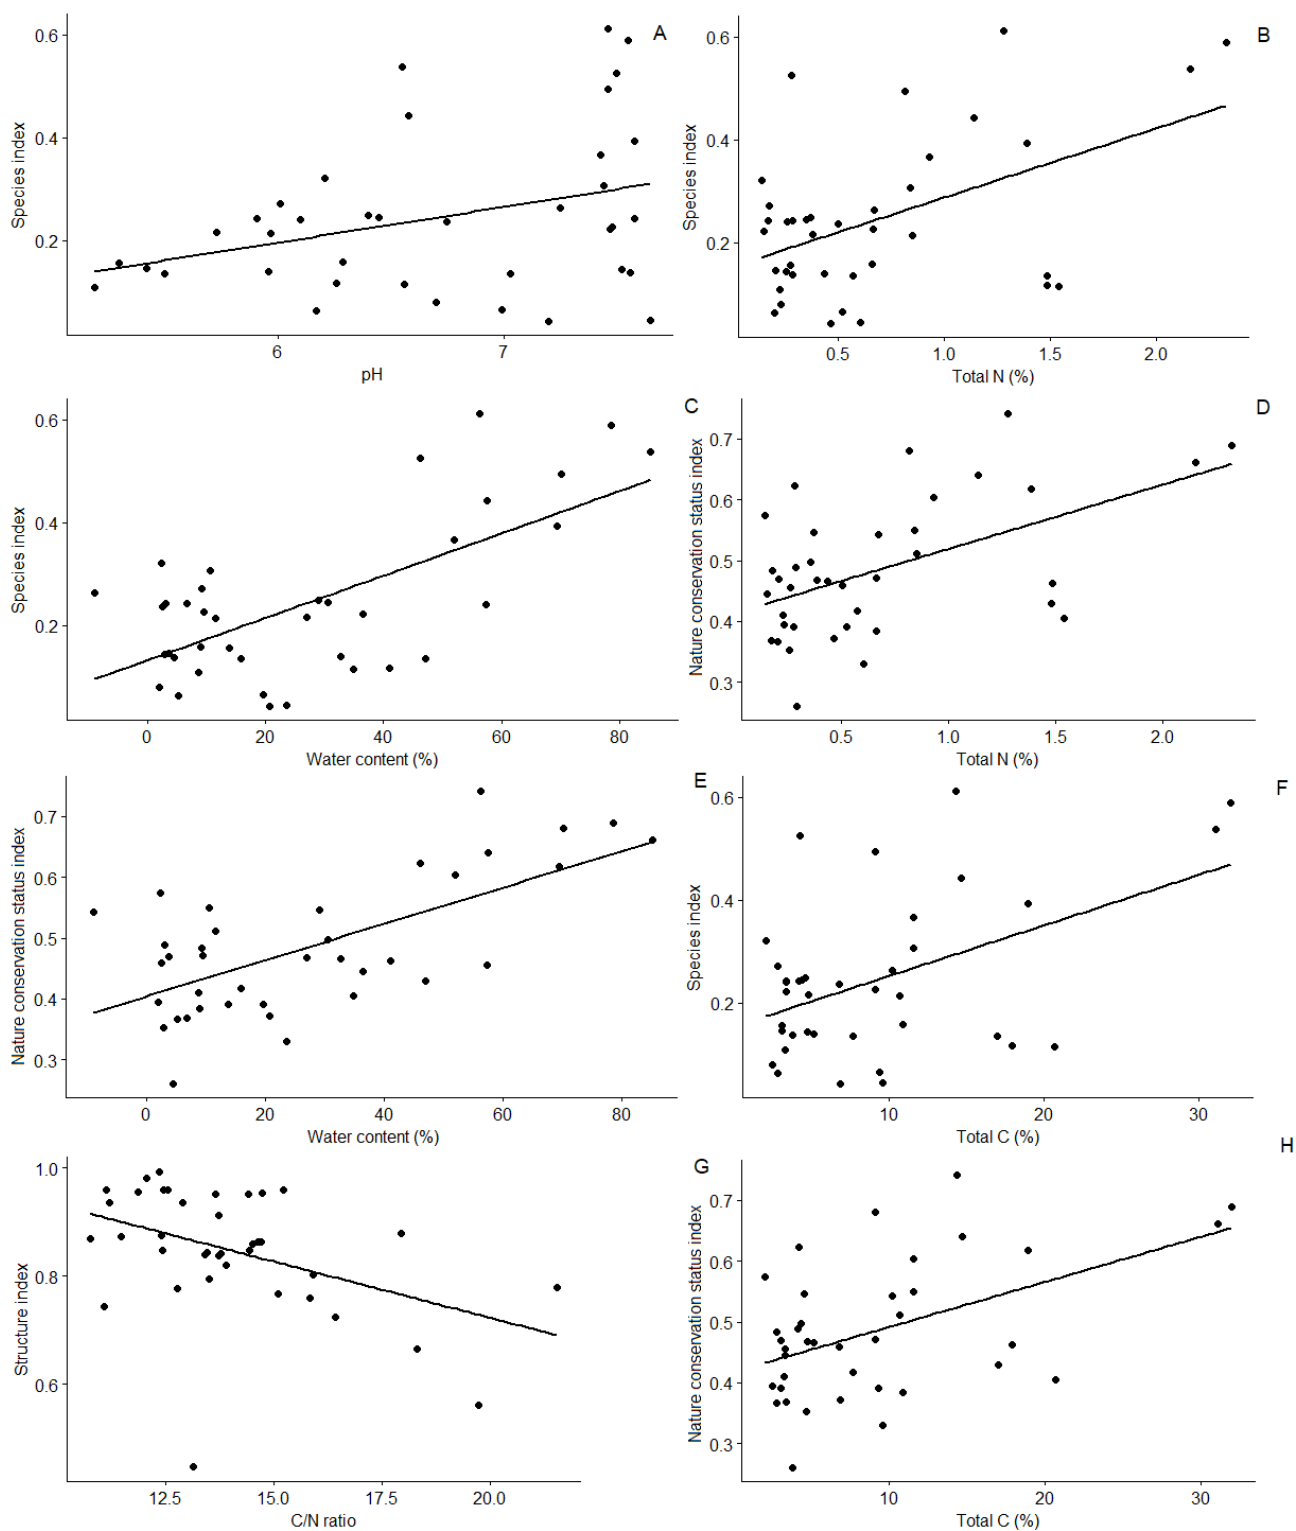 A
0.6
0.4
0.2
Species index
6
7
pH
B
0.6
0.4
0.2
Species index
0.5
1.0
1.5
2.0
Total N (%)
C
0.6
0.4
0.2
Species index
0
20
40
60
80
Water content (%)
D
0.7
0.6
0.5
0.4
0.3
Nature conservation status index
0.5
1.0
1.5
2.0
Total N (%)
E
0.7
0.6
0.5
0.4
0.3
Nature conservation status index
0
20
40
60
80
Water content (%)
F
0.6
0.4
0.2
Species index
10
20
30
Total C (%)
G
1.0
0.8
0.6
Structure index
12.5
15.0
17.5
20.0
C/N ratio
H
0.7
0.6
0.5
0.4
0.3
Nature conservation status index
10
20
30
Total C (%)